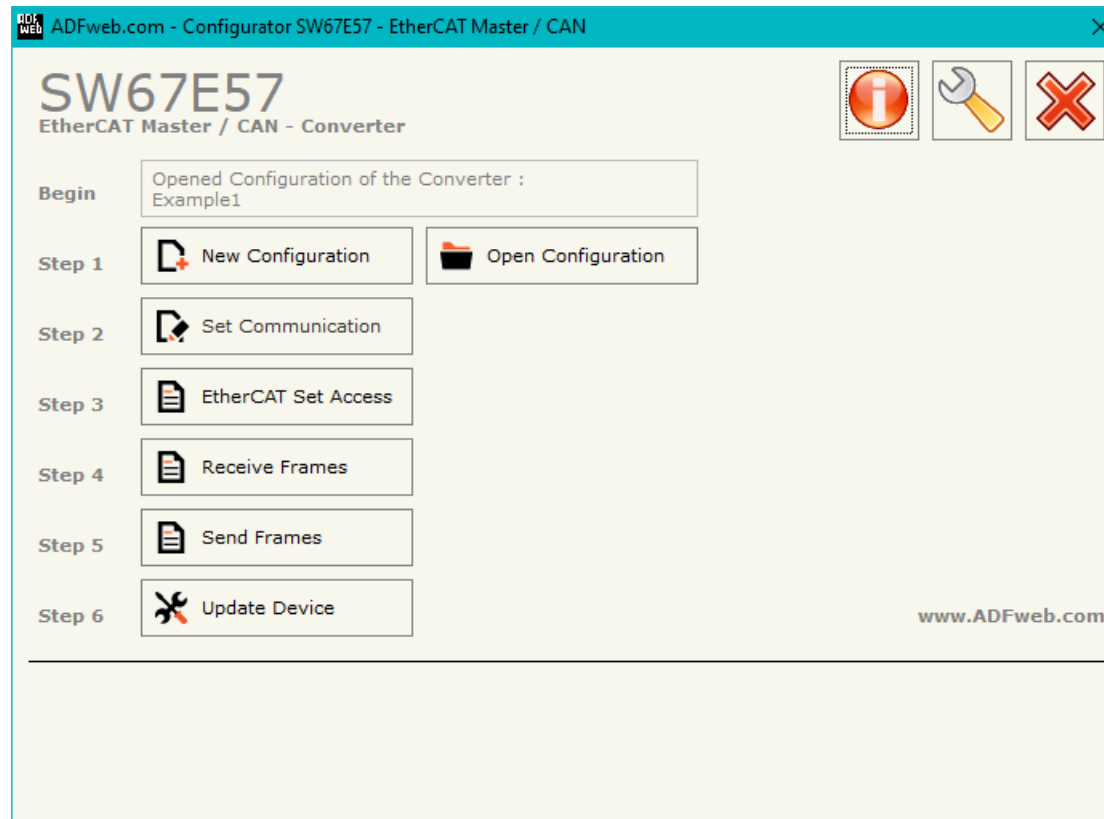 ADF WEB ADFweb.com - Configurator SW67E57 - EtherCAT Master / CAN
SW67E57
EtherCAT Master / CAN - Converter
Begin
Opened Configuration of the Converter :
Example1
Step 1 New Configuration Open Configuration
Step 2 Set Communication
Step 3 EtherCAT Set Access
Step 4 Receive Frames
Step 5 Send Frames
Step 6 Update Device www.ADFweb.com